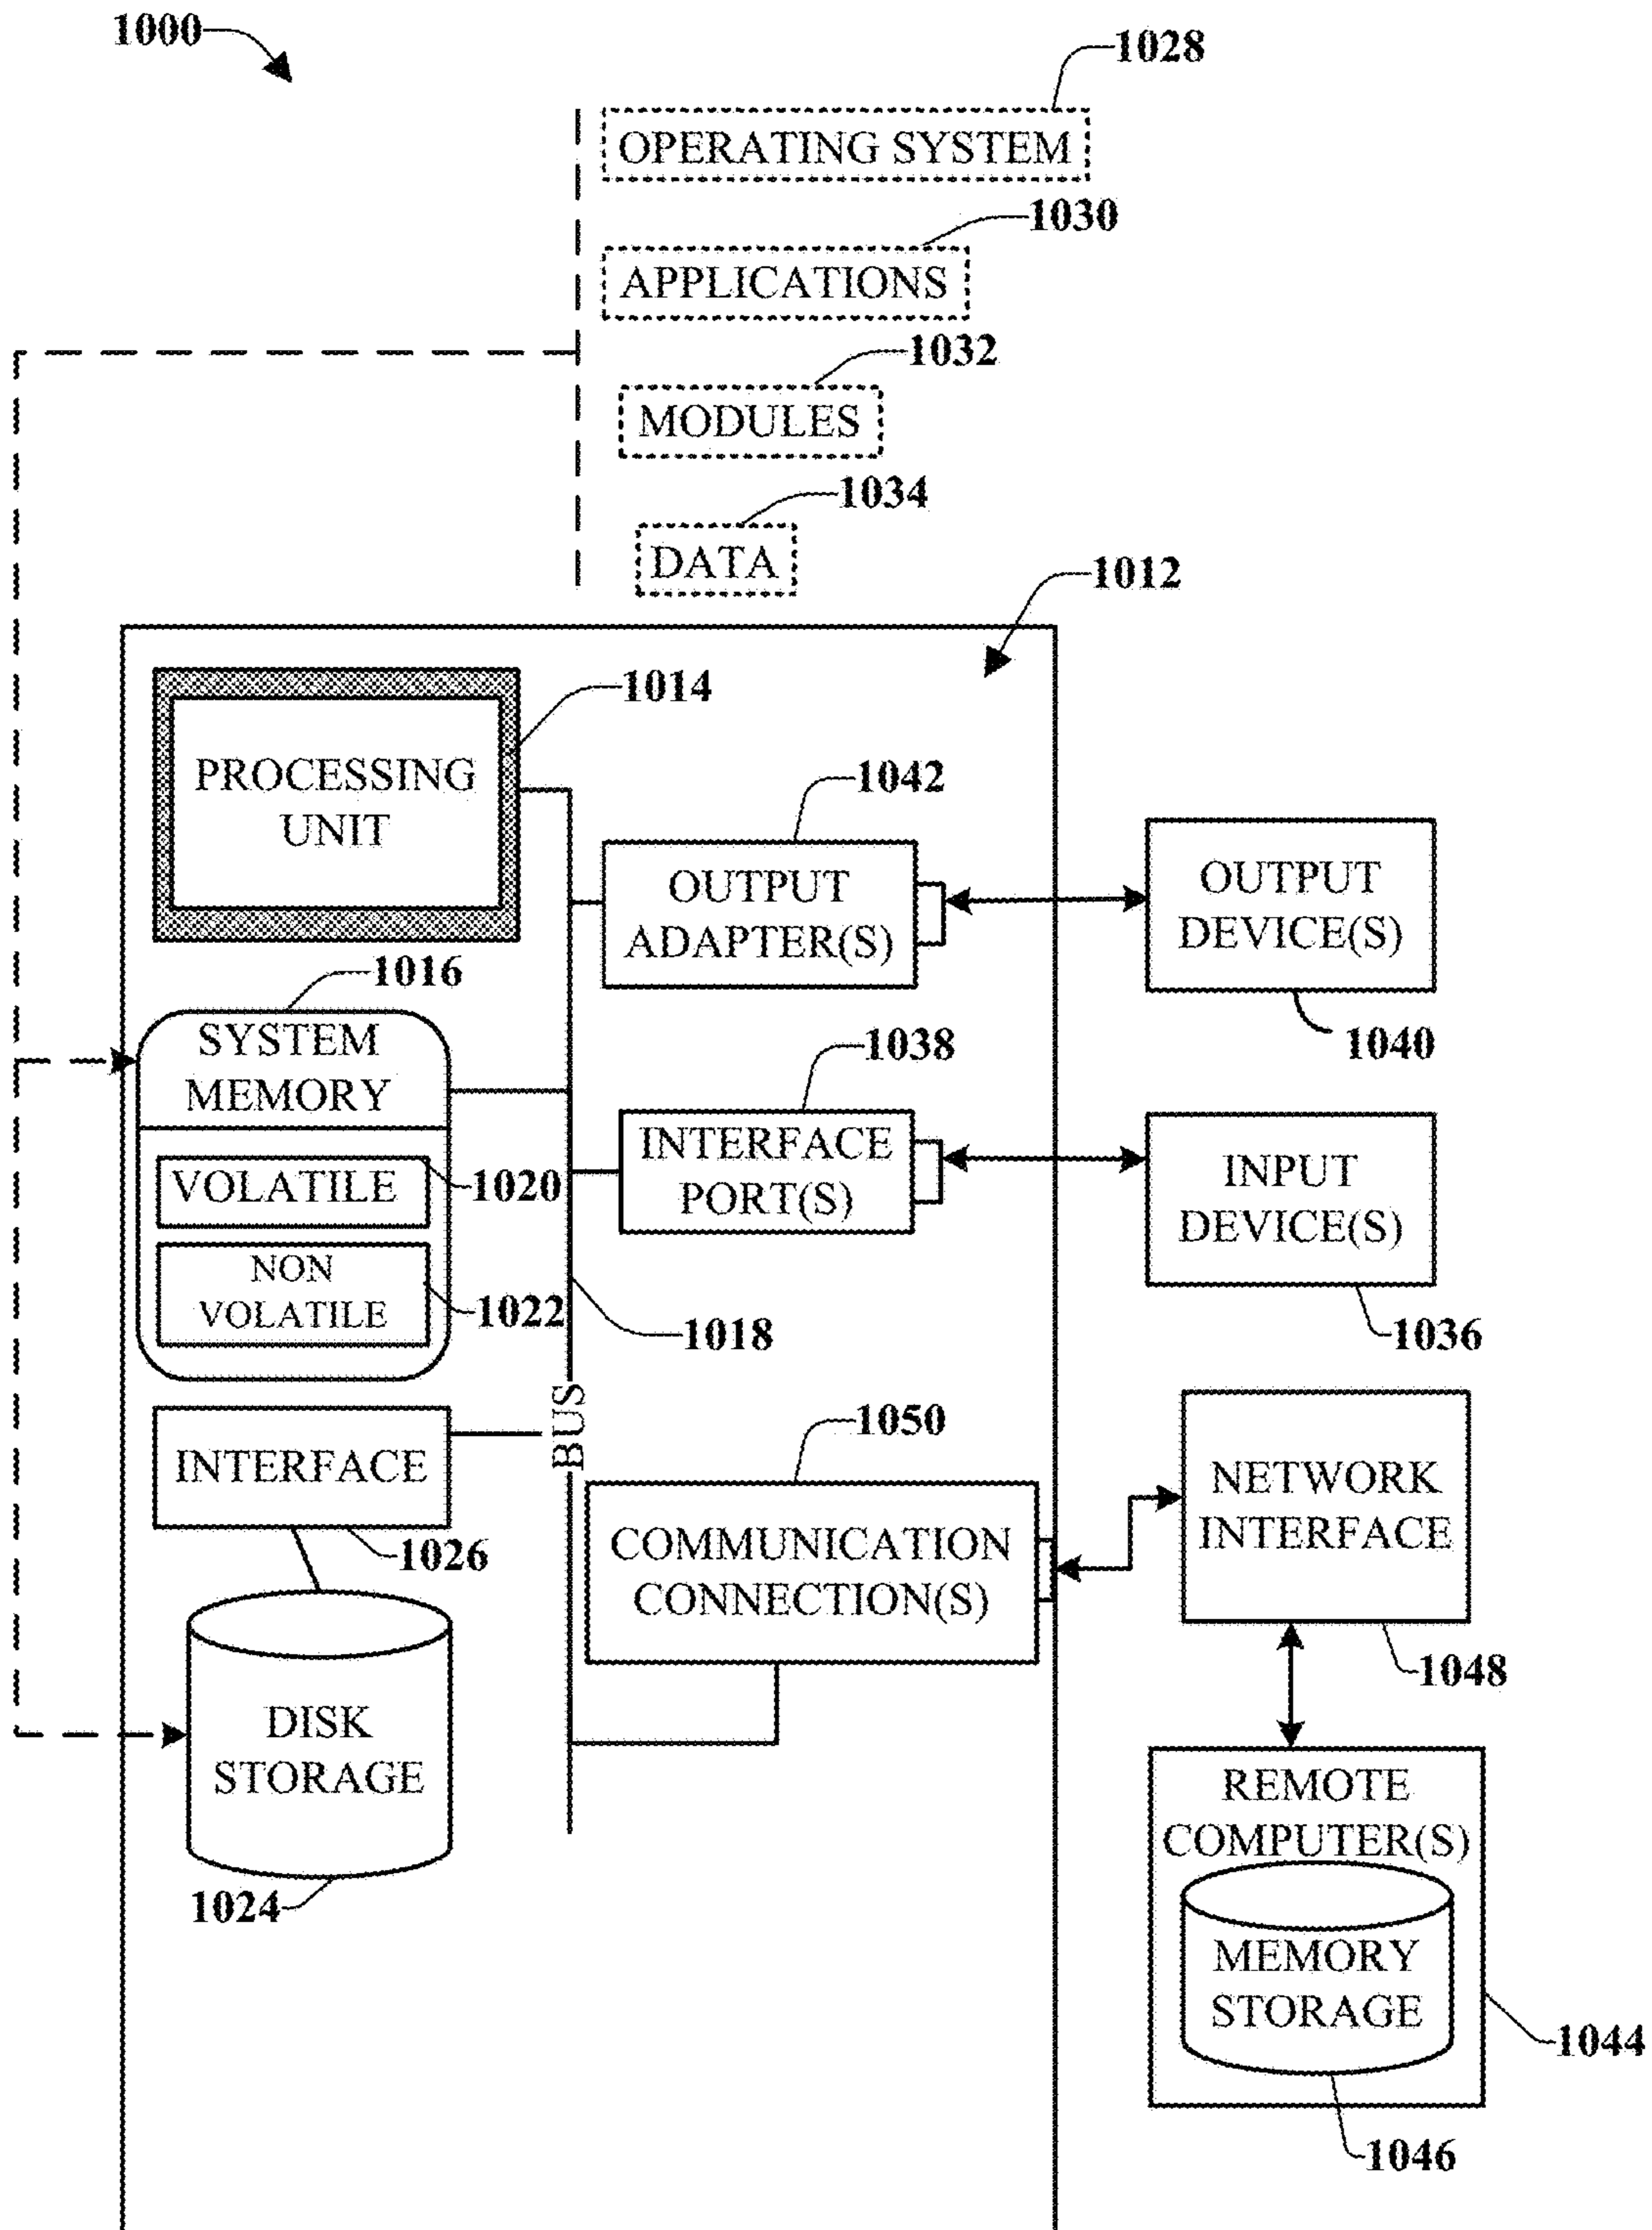 1000
1028
OPERATING SYSTEM
1030
APPLICATIONS
1032
MODULES
1034
DATA
1012
1014
PROCESSING
UNIT
1042
OUTPUT
ADAPTER(S)
OUTPUT
DEVICE(S)
1040
1016
SYSTEM
MEMORY
1038
INTERFACE
PORT(S)
INPUT
DEVICE(S)
1036
VOLATILE
1020
NON
VOLATILE
1022
1018
BUS
INTERFACE
1026
1050
COMMUNICATION
CONNECTION(S)
NETWORK
INTERFACE
1048
DISK
STORAGE
1024
REMOTE
COMPUTER(S)
MEMORY
STORAGE
1044
1046